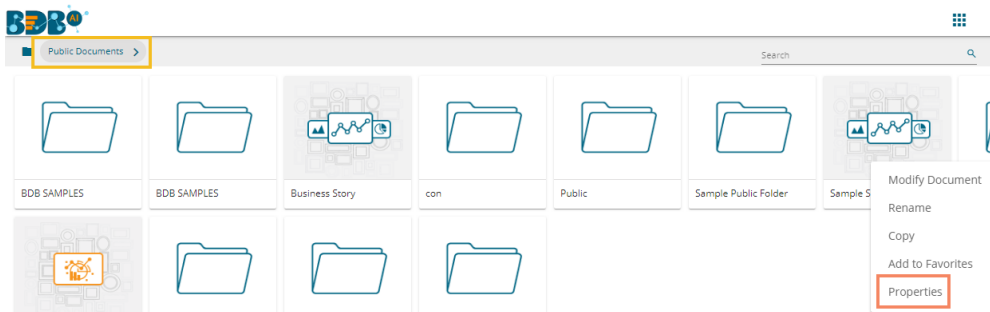 BDB AI
Public Documents
Search
BDB SAMPLES
BDB SAMPLES
Business Story
con
Public
Sample Public Folder
Sample S
Modify Document
Rename
Copy
Add to Favorites
Properties